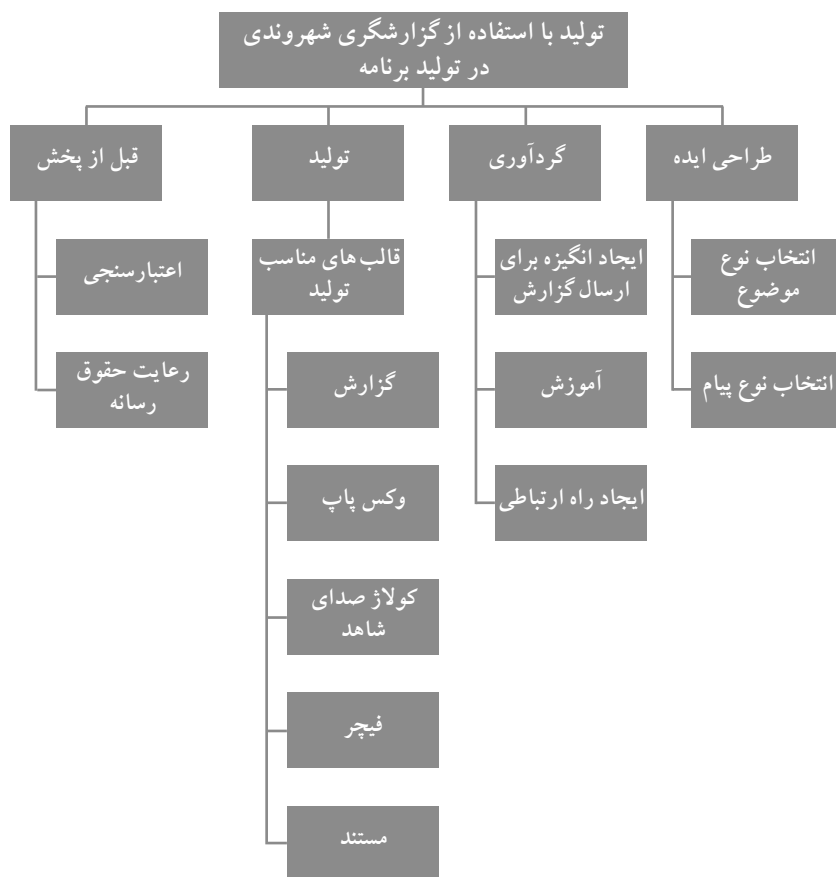 تولید با استفاده از گزارشگری شهروندی
در تولید برنامه
طراحی ایده
انتخاب نوع
موضوع
انتخاب نوع پیام
گردآوری
ایجاد انگیزه برای
ارسال گزارش
آموزش
ایجاد راه ارتباطی
تولید
قالب‌های مناسب
تولید
گزارش
وکس پاپ
کولاژ صدای
شاهد
فیچر
مستند
قبل از پخش
اعتبارسنجی
رعایت حقوق
رسانه